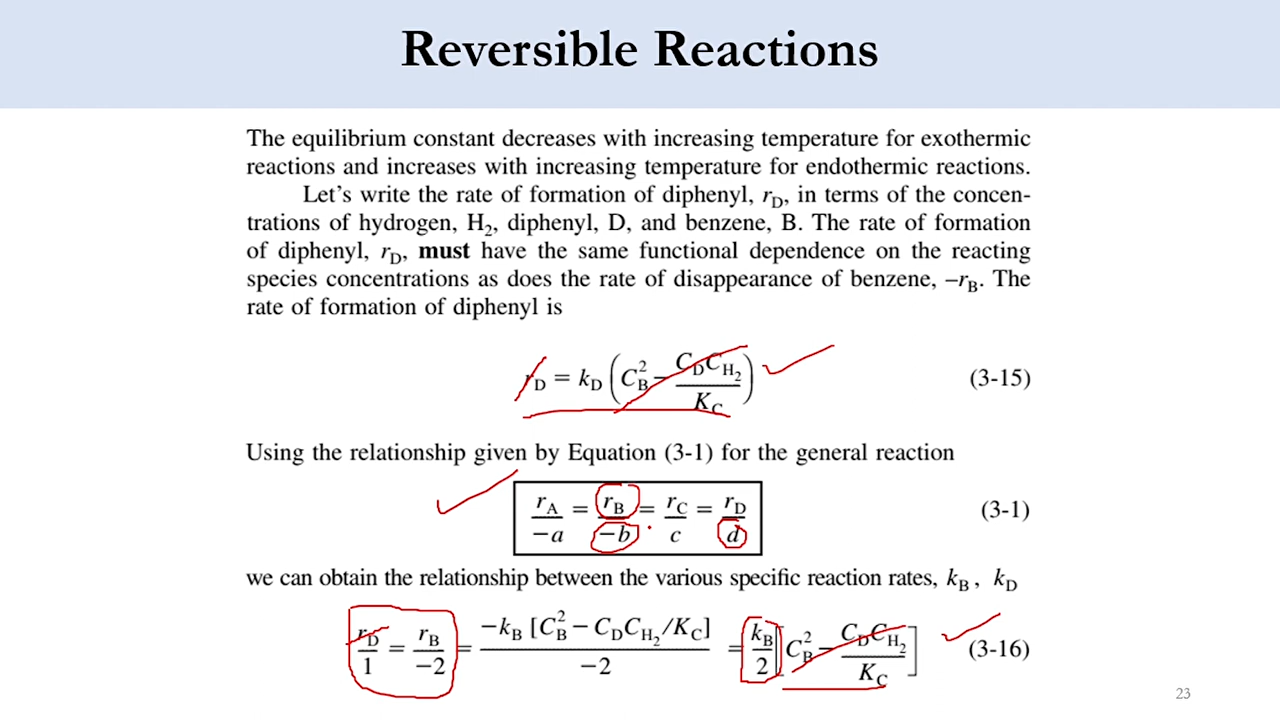 Reversible Reactions
The equilibrium constant decreases with increasing temperature for exothermic
reactions and increases with increasing temperature for endothermic reactions.
Let's write the rate of formation of diphenyl, r_D, in terms of the concen-
trations of hydrogen, H₂, diphenyl, D, and benzene, B. The rate of formation
of diphenyl, r_D, must have the same functional dependence on the reacting
species concentrations as does the rate of disappearance of benzene, –r_B. The
rate of formation of diphenyl is
r_D = k_D (C_B² − C_D C_H₂ / K_C) (3-15)
Using the relationship given by Equation (3-1) for the general reaction
r_A/−a = r_B/−b = r_C/c = r_D/d (3-1)
we can obtain the relationship between the various specific reaction rates, k_B, k_D
r_D/1 = r_B/−2 = −k_B [C_B² − C_D C_H₂/K_C] / −2 = k_B/2 [C_B² − C_D C_H₂ / K_C] (3-16)
23